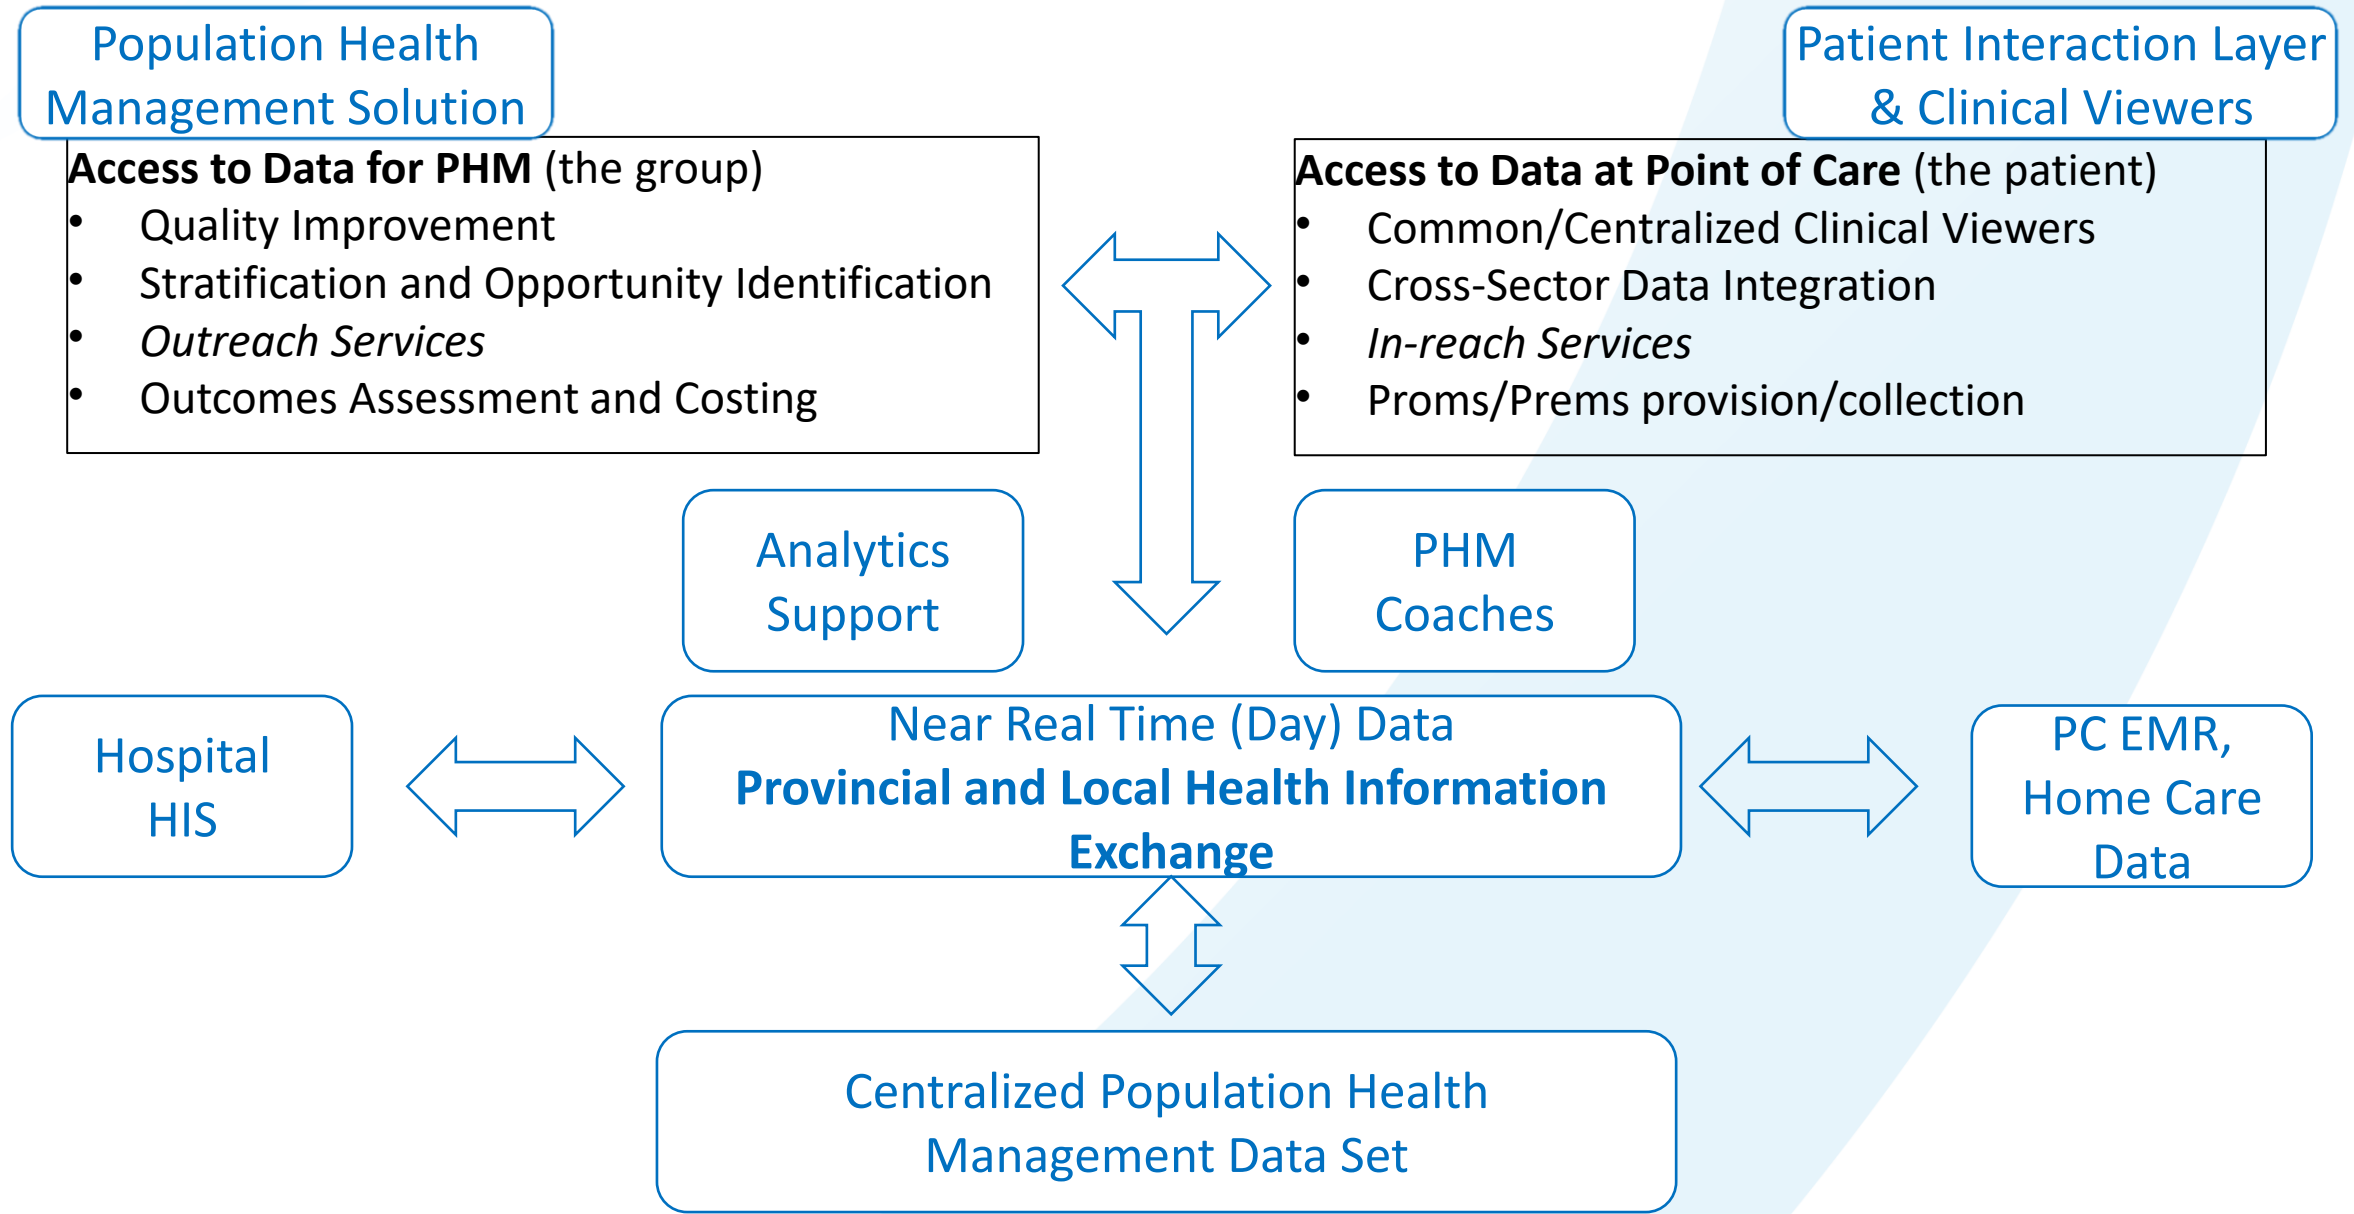 Population Health
Management Solution
Patient Interaction Layer
& Clinical Viewers
Access to Data for PHM (the group)
• Quality Improvement
• Stratification and Opportunity Identification
• Outreach Services
• Outcomes Assessment and Costing
Access to Data at Point of Care (the patient)
• Common/Centralized Clinical Viewers
• Cross-Sector Data Integration
• In-reach Services
• Proms/Prems provision/collection
Analytics
Support
PHM
Coaches
Hospital
HIS
Near Real Time (Day) Data
Provincial and Local Health Information
Exchange
PC EMR,
Home Care
Data
Centralized Population Health
Management Data Set